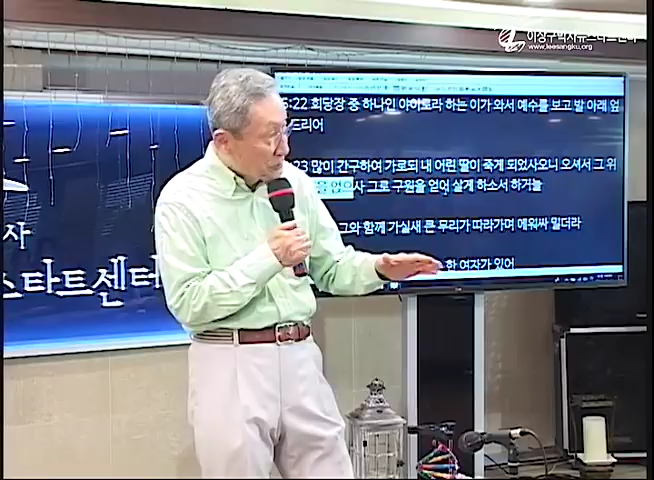 이상구박사뉴스타트센터
www.leesangku.org
5:22 회당장 중 하나인 야이로라 하는 이가 와서 예수를 보고 발 아래 엎
드리어
23 많이 간구하여 가로되 내 어린 딸이 죽게 되었사오니 오셔서 그 위
을 얹으사 그로 구원을 얻어 살게 하소서 하거늘
그와 함께 가실새 큰 무리가 따라가며 에워싸 밀더라
한 여자가 있어
사
스타트센터